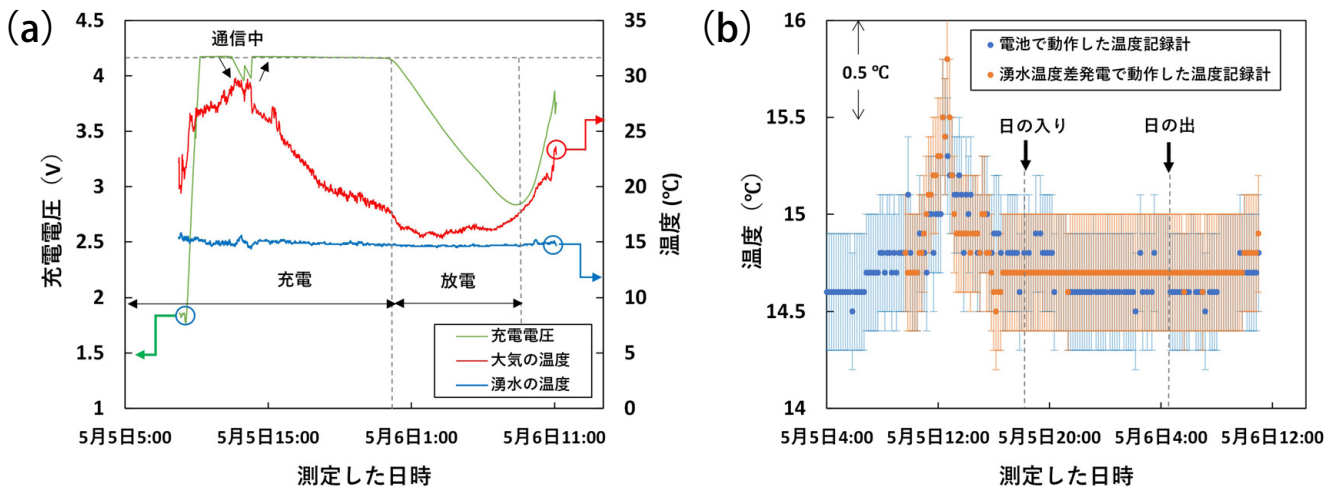 (a)
4.5
4
3.5
3
2.5
2
1.5
1
充電電圧（V）
35
30
25
20
15
10
5
0
温度 (℃)
通信中
充電
放電
充電電圧
大気の温度
湧水の温度
5月5日5:00
5月5日15:00
5月6日1:00
5月6日11:00
測定した日時
(b)
16
15.5
15
14.5
14
温度（℃）
0.5 ℃
電池で動作した温度記録計
湧水温度差発電で動作した温度記録計
日の入り
日の出
5月5日4:00
5月5日12:00
5月5日20:00
5月6日4:00
5月6日12:00
測定した日時